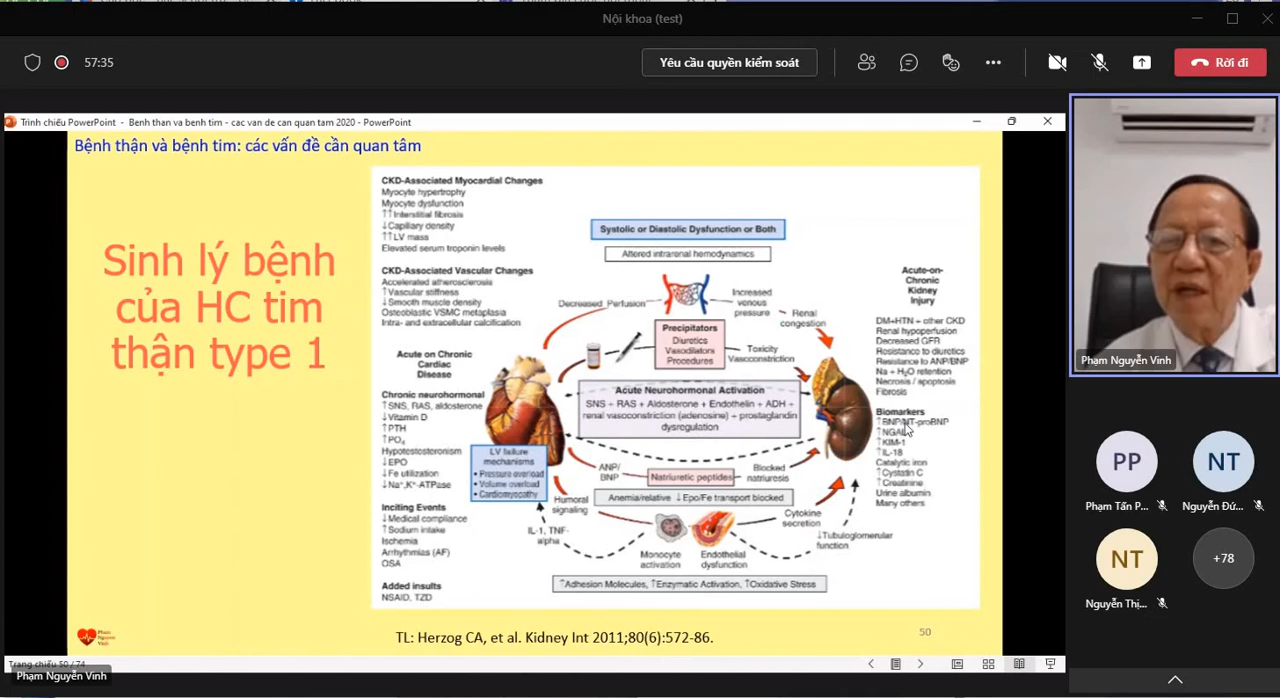 Nội khoa (test)
57:35
Yêu cầu quyền kiểm soát
Rời đi
Trình chiếu PowerPoint - Benh than va benh tim - cac van de can quan tam 2020 - PowerPoint
Bệnh thận và bệnh tim: các vấn đề cần quan tâm
Sinh lý bệnh
của HC tim
thận type 1
CKD-Associated Myocardial Changes
Myocyte hypertrophy
Myocyte dysfunction
↑↑Interstitial fibrosis
↓Capillary density
↑↑LV mass
Elevated serum troponin levels
CKD-Associated Vascular Changes
Accelerated atherosclerosis
↑Vascular stiffness
↓Smooth muscle density
Osteoblastic VSMC metaplasia
Intra- and extracellular calcification
Acute on Chronic
Cardiac
Disease
Chronic neurohormonal
↑SNS, RAS, aldosterone
↓Vitamin D
↑PTH
↑PO₄
Hypotestosteronism
↓EPO
↓Fe utilization
↓Na⁺,K⁺-ATPase
Inciting Events
↓Medical compliance
↑Sodium intake
Ischemia
Arrhythmias (AF)
OSA
Added insults
NSAID, TZD
Systolic or Diastolic Dysfunction or Both
Altered intrarenal hemodynamics
Decreased Perfusion
Increased
venous
pressure
Renal
congestion
Precipitators
Diuretics
Vasodilators
Procedures
Toxicity
Vasoconstriction
Acute Neurohormonal Activation
SNS + RAS + Aldosterone + Endothelin + ADH +
renal vasoconstriction (adenosine) + prostaglandin
dysregulation
LV failure
mechanisms
• Pressure overload
• Volume overload
• Cardiomyopathy
ANP/
BNP
Natriuretic peptides
Blocked
natriuresis
Anemia/relative ↓Epo/Fe transport blocked
Humoral
signaling
Cytokine
secretion
IL-1, TNF-
alpha
Monocyte
activation
Endothelial
dysfunction
↓Tubuloglomerular
function
↑Adhesion Molecules, ↑Enzymatic Activation, ↑Oxidative Stress
Acute-on-
Chronic
Kidney
Injury
DM+HTN + other CKD
Renal hypoperfusion
Decreased GFR
Resistance to diuretics
Resistance to ANP/BNP
Na + H₂O retention
Necrosis / apoptosis
Fibrosis
Biomarkers
↑BNP/NT-proBNP
↑NGAL
↑KIM-1
↑IL-18
Catalytic iron
↑Cystatin C
↑Creatinine
Urine albumin
Many others
TL: Herzog CA, et al. Kidney Int 2011;80(6):572-86.
50
Phạm
Nguyễn
Vinh
Trang chiếu 50 / 74
Phạm Nguyễn Vinh
Phạm Nguyễn Vinh
PP
NT
Phạm Tấn P...
Nguyễn Đứ...
NT
+78
Nguyễn Thị...